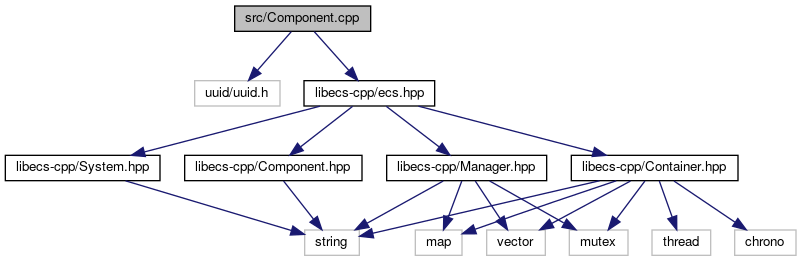 src/Component.cpp
uuid/uuid.h
libecs-cpp/ecs.hpp
libecs-cpp/System.hpp
libecs-cpp/Component.hpp
libecs-cpp/Manager.hpp
libecs-cpp/Container.hpp
string
map
vector
mutex
thread
chrono